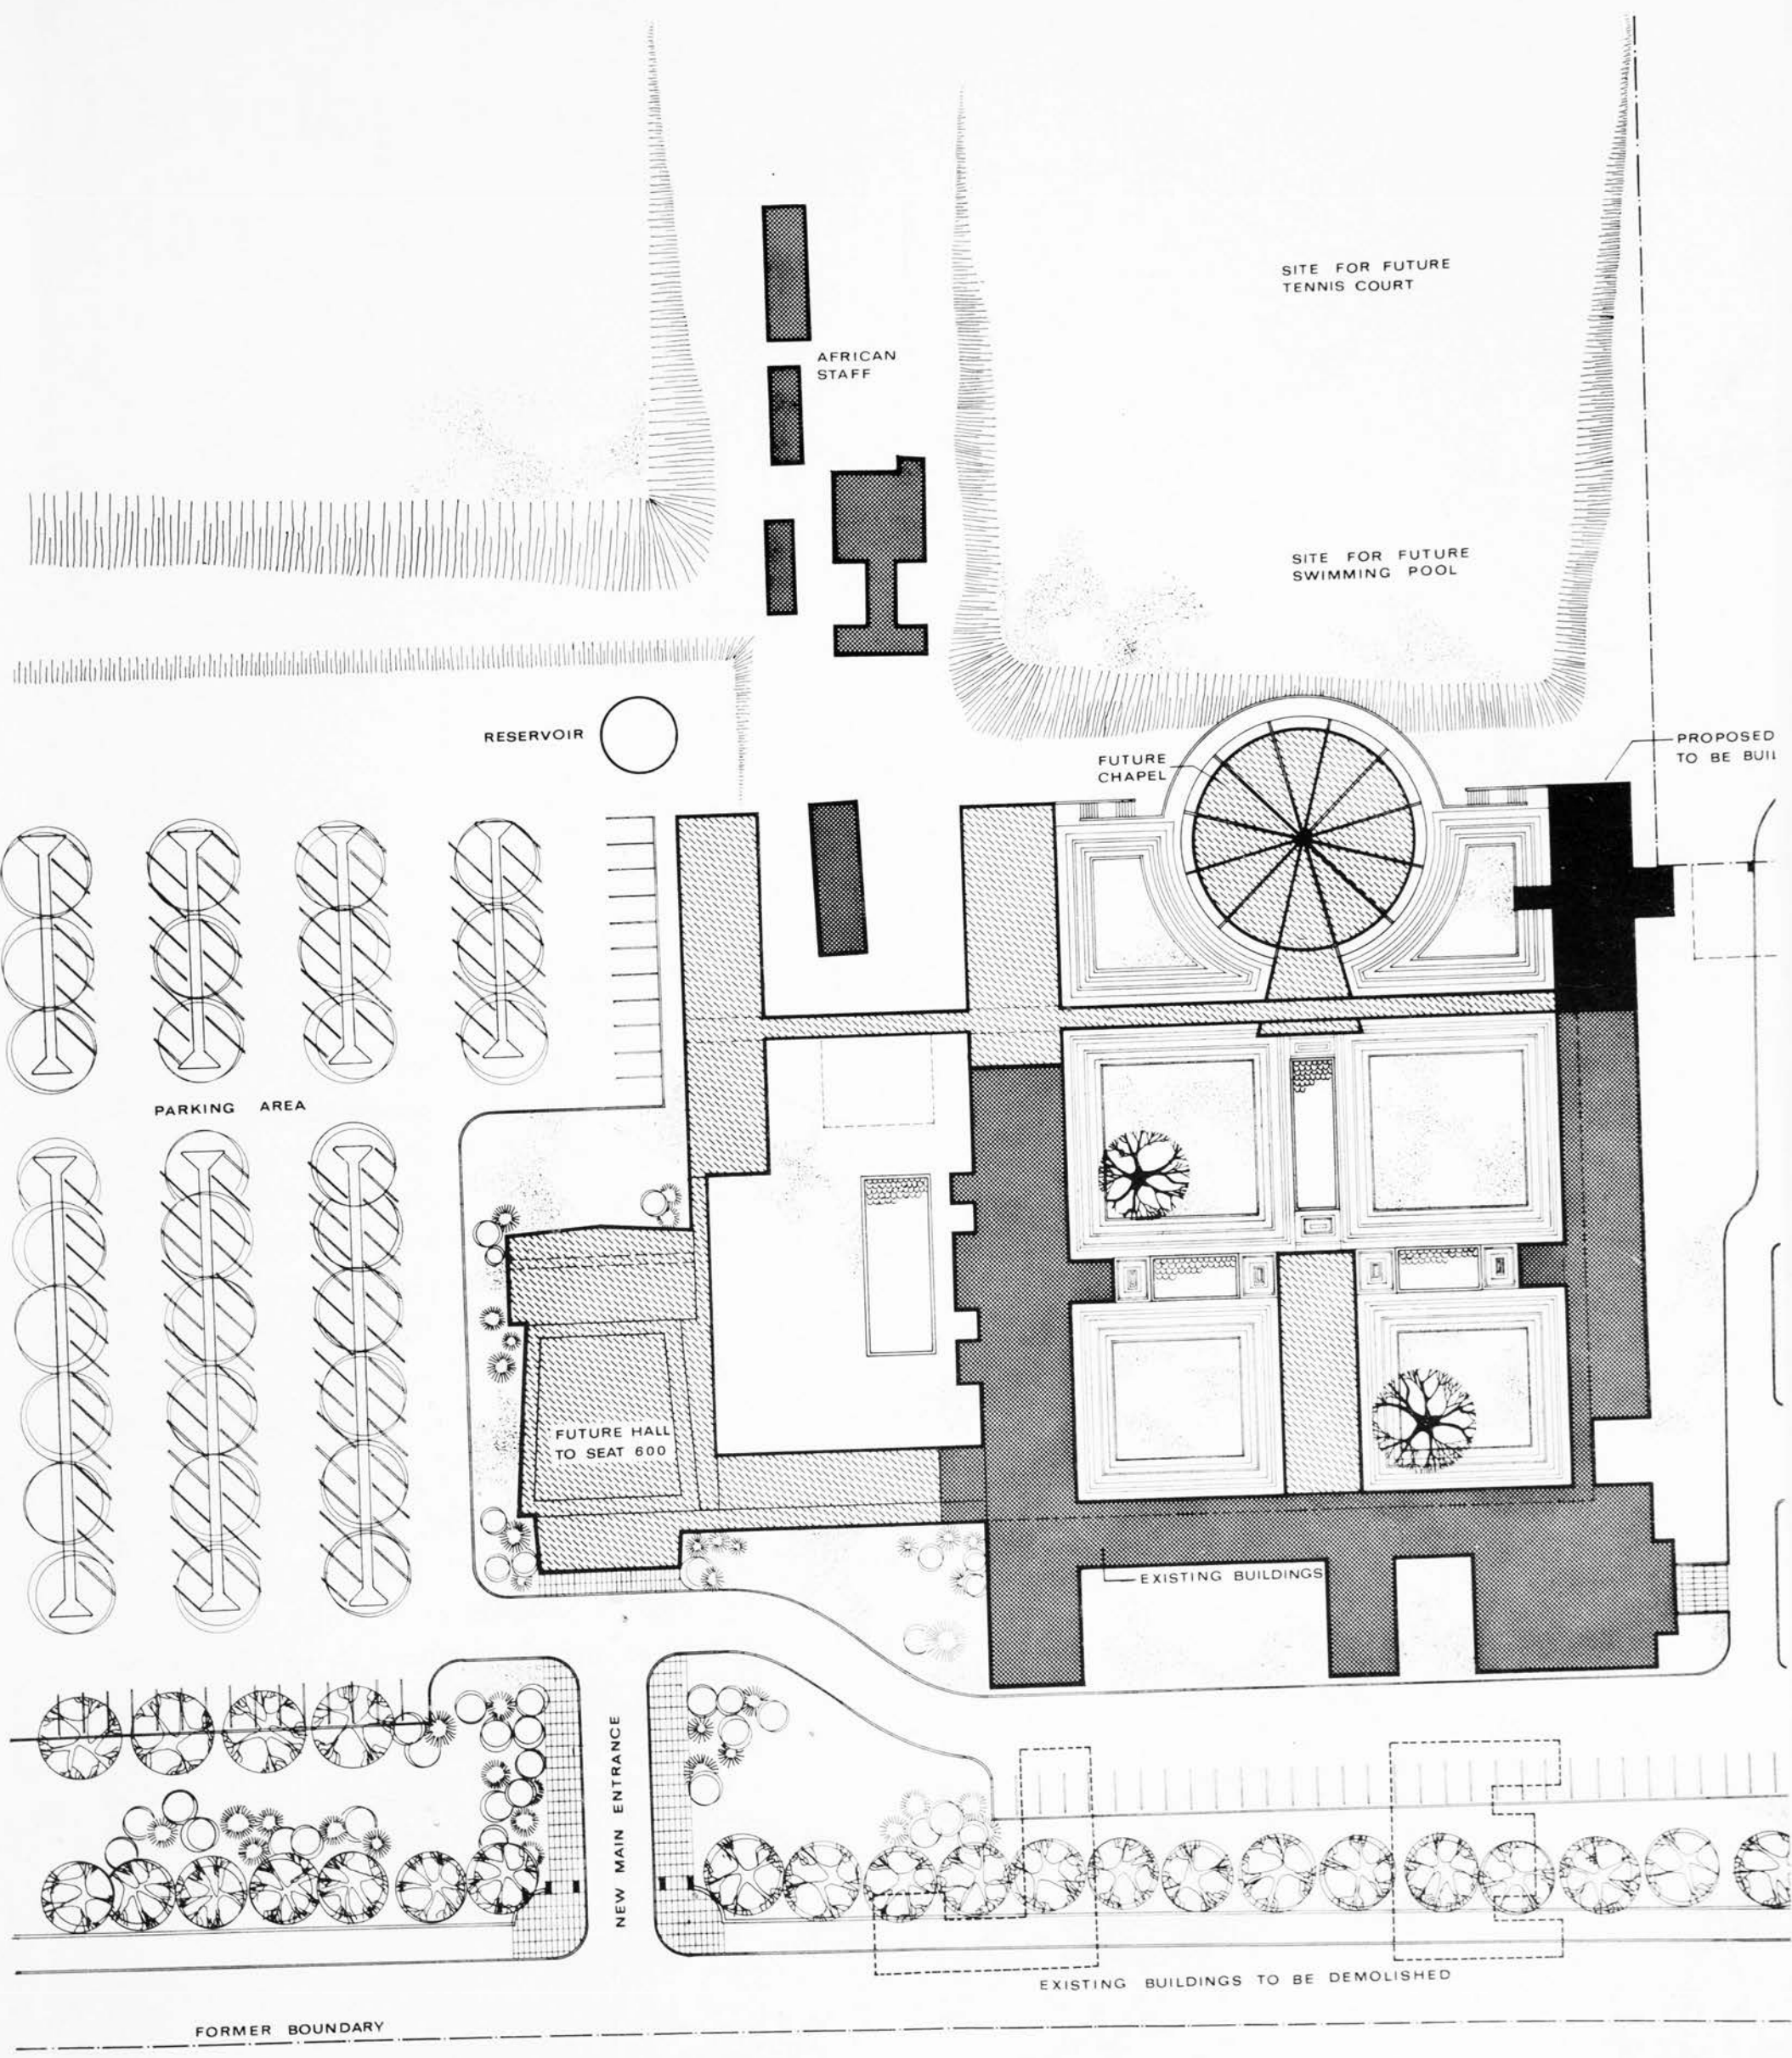 SITE FOR FUTURE
TENNIS COURT
AFRICAN
STAFF
SITE FOR FUTURE
SWIMMING POOL
RESERVOIR
FUTURE
CHAPEL
PROPOSED
TO BE BUIL
PARKING AREA
FUTURE HALL
TO SEAT 600
EXISTING BUILDINGS
NEW MAIN ENTRANCE
EXISTING BUILDINGS TO BE DEMOLISHED
FORMER BOUNDARY